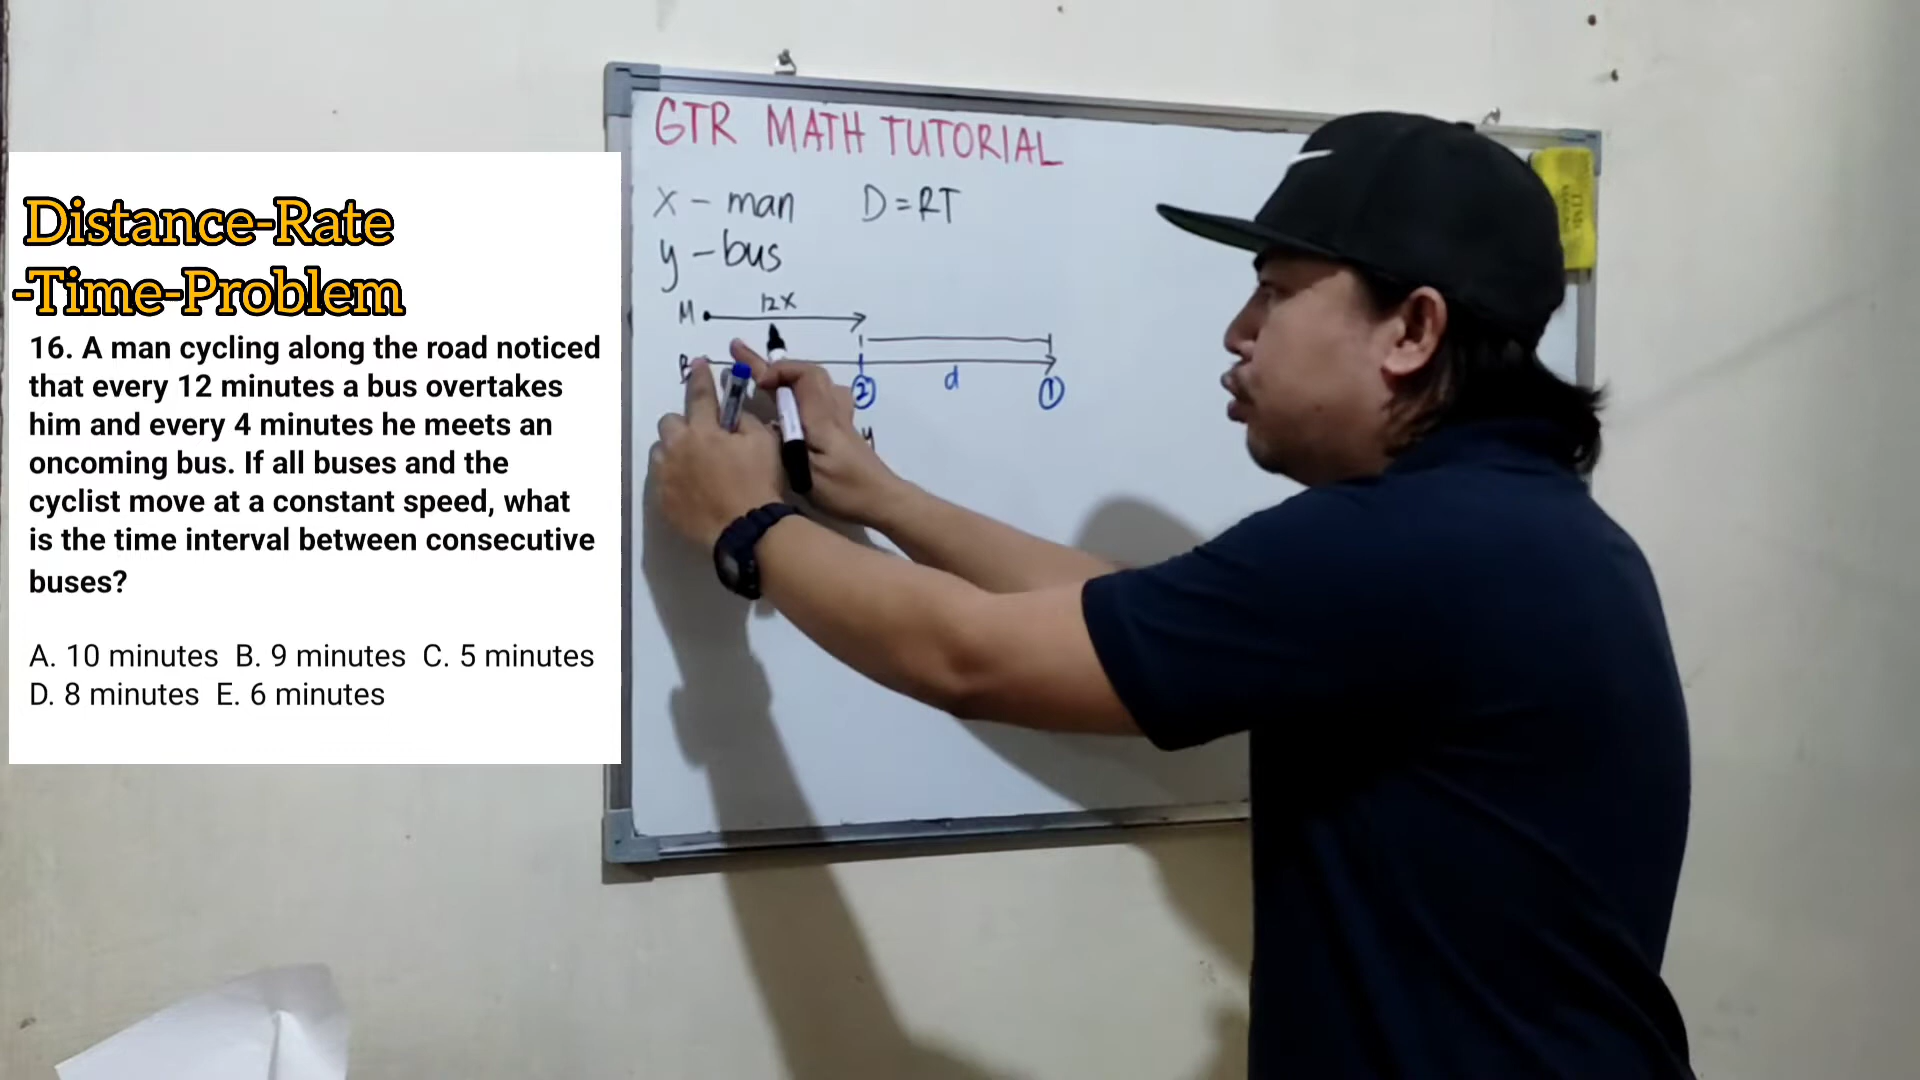 GTR MATH TUTORIAL
x - man D = RT
y - bus
M 12x
B
② d ①
y
Distance-Rate
-Time-Problem
16. A man cycling along the road noticed
that every 12 minutes a bus overtakes
him and every 4 minutes he meets an
oncoming bus. If all buses and the
cyclist move at a constant speed, what
is the time interval between consecutive
buses?
A. 10 minutes B. 9 minutes C. 5 minutes
D. 8 minutes E. 6 minutes